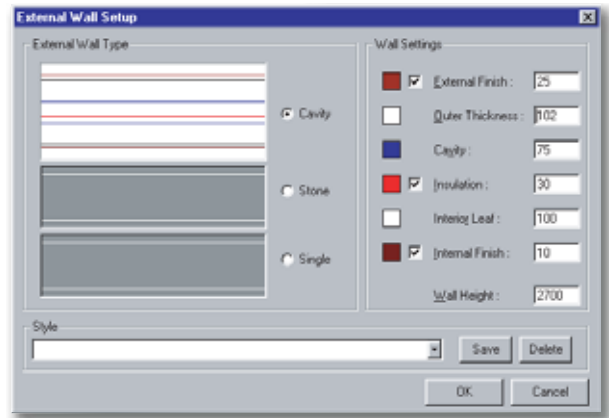 External Wall Setup
External Wall Type
Cavity
Stone
Single
Wall Settings
External Finish : 25
Outer Thickness : 102
Cavity : 75
Insulation : 30
Interior Leaf : 100
Internal Finish : 10
Wall Height : 2700
Style
Save Delete
OK Cancel